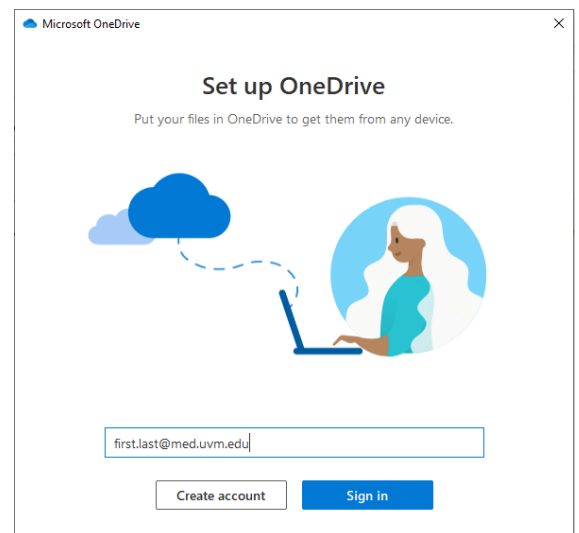 Microsoft OneDrive
Set up OneDrive
Put your files in OneDrive to get them from any device.
first.last@med.uvm.edu
Create account
Sign in